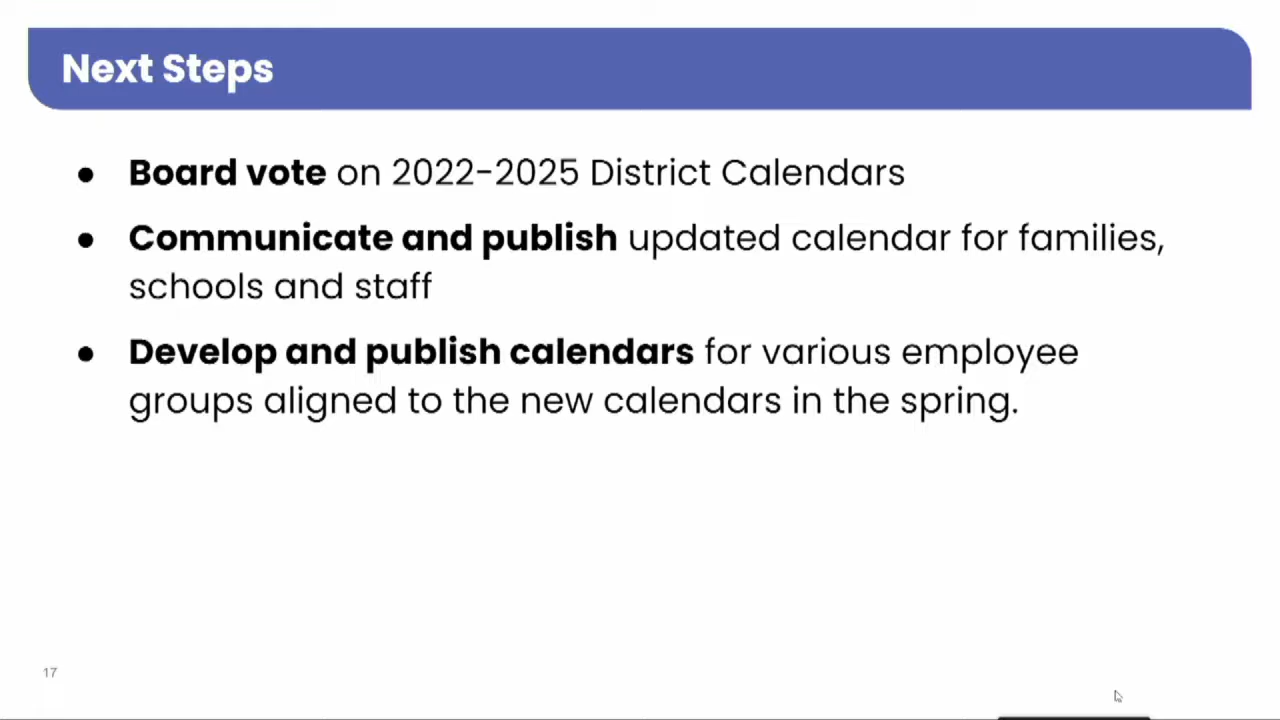 Next Steps
● Board vote on 2022-2025 District Calendars
● Communicate and publish updated calendar for families,
schools and staff
● Develop and publish calendars for various employee
groups aligned to the new calendars in the spring.
17